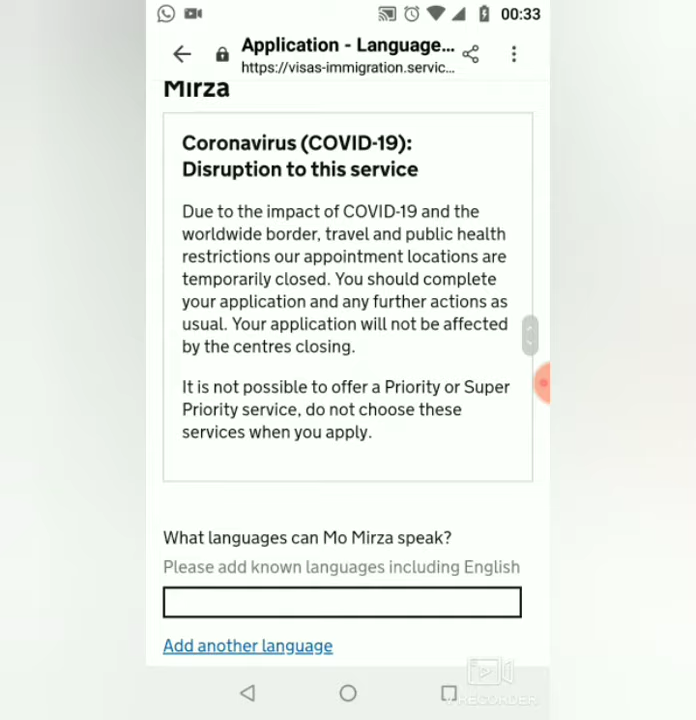 00:33
Application - Language...
https://visas-immigration.servic...
Mirza
Coronavirus (COVID-19):
Disruption to this service
Due to the impact of COVID-19 and the
worldwide border, travel and public health
restrictions our appointment locations are
temporarily closed. You should complete
your application and any further actions as
usual. Your application will not be affected
by the centres closing.
It is not possible to offer a Priority or Super
Priority service, do not choose these
services when you apply.
What languages can Mo Mirza speak?
Please add known languages including English
Add another language
V RECORDER